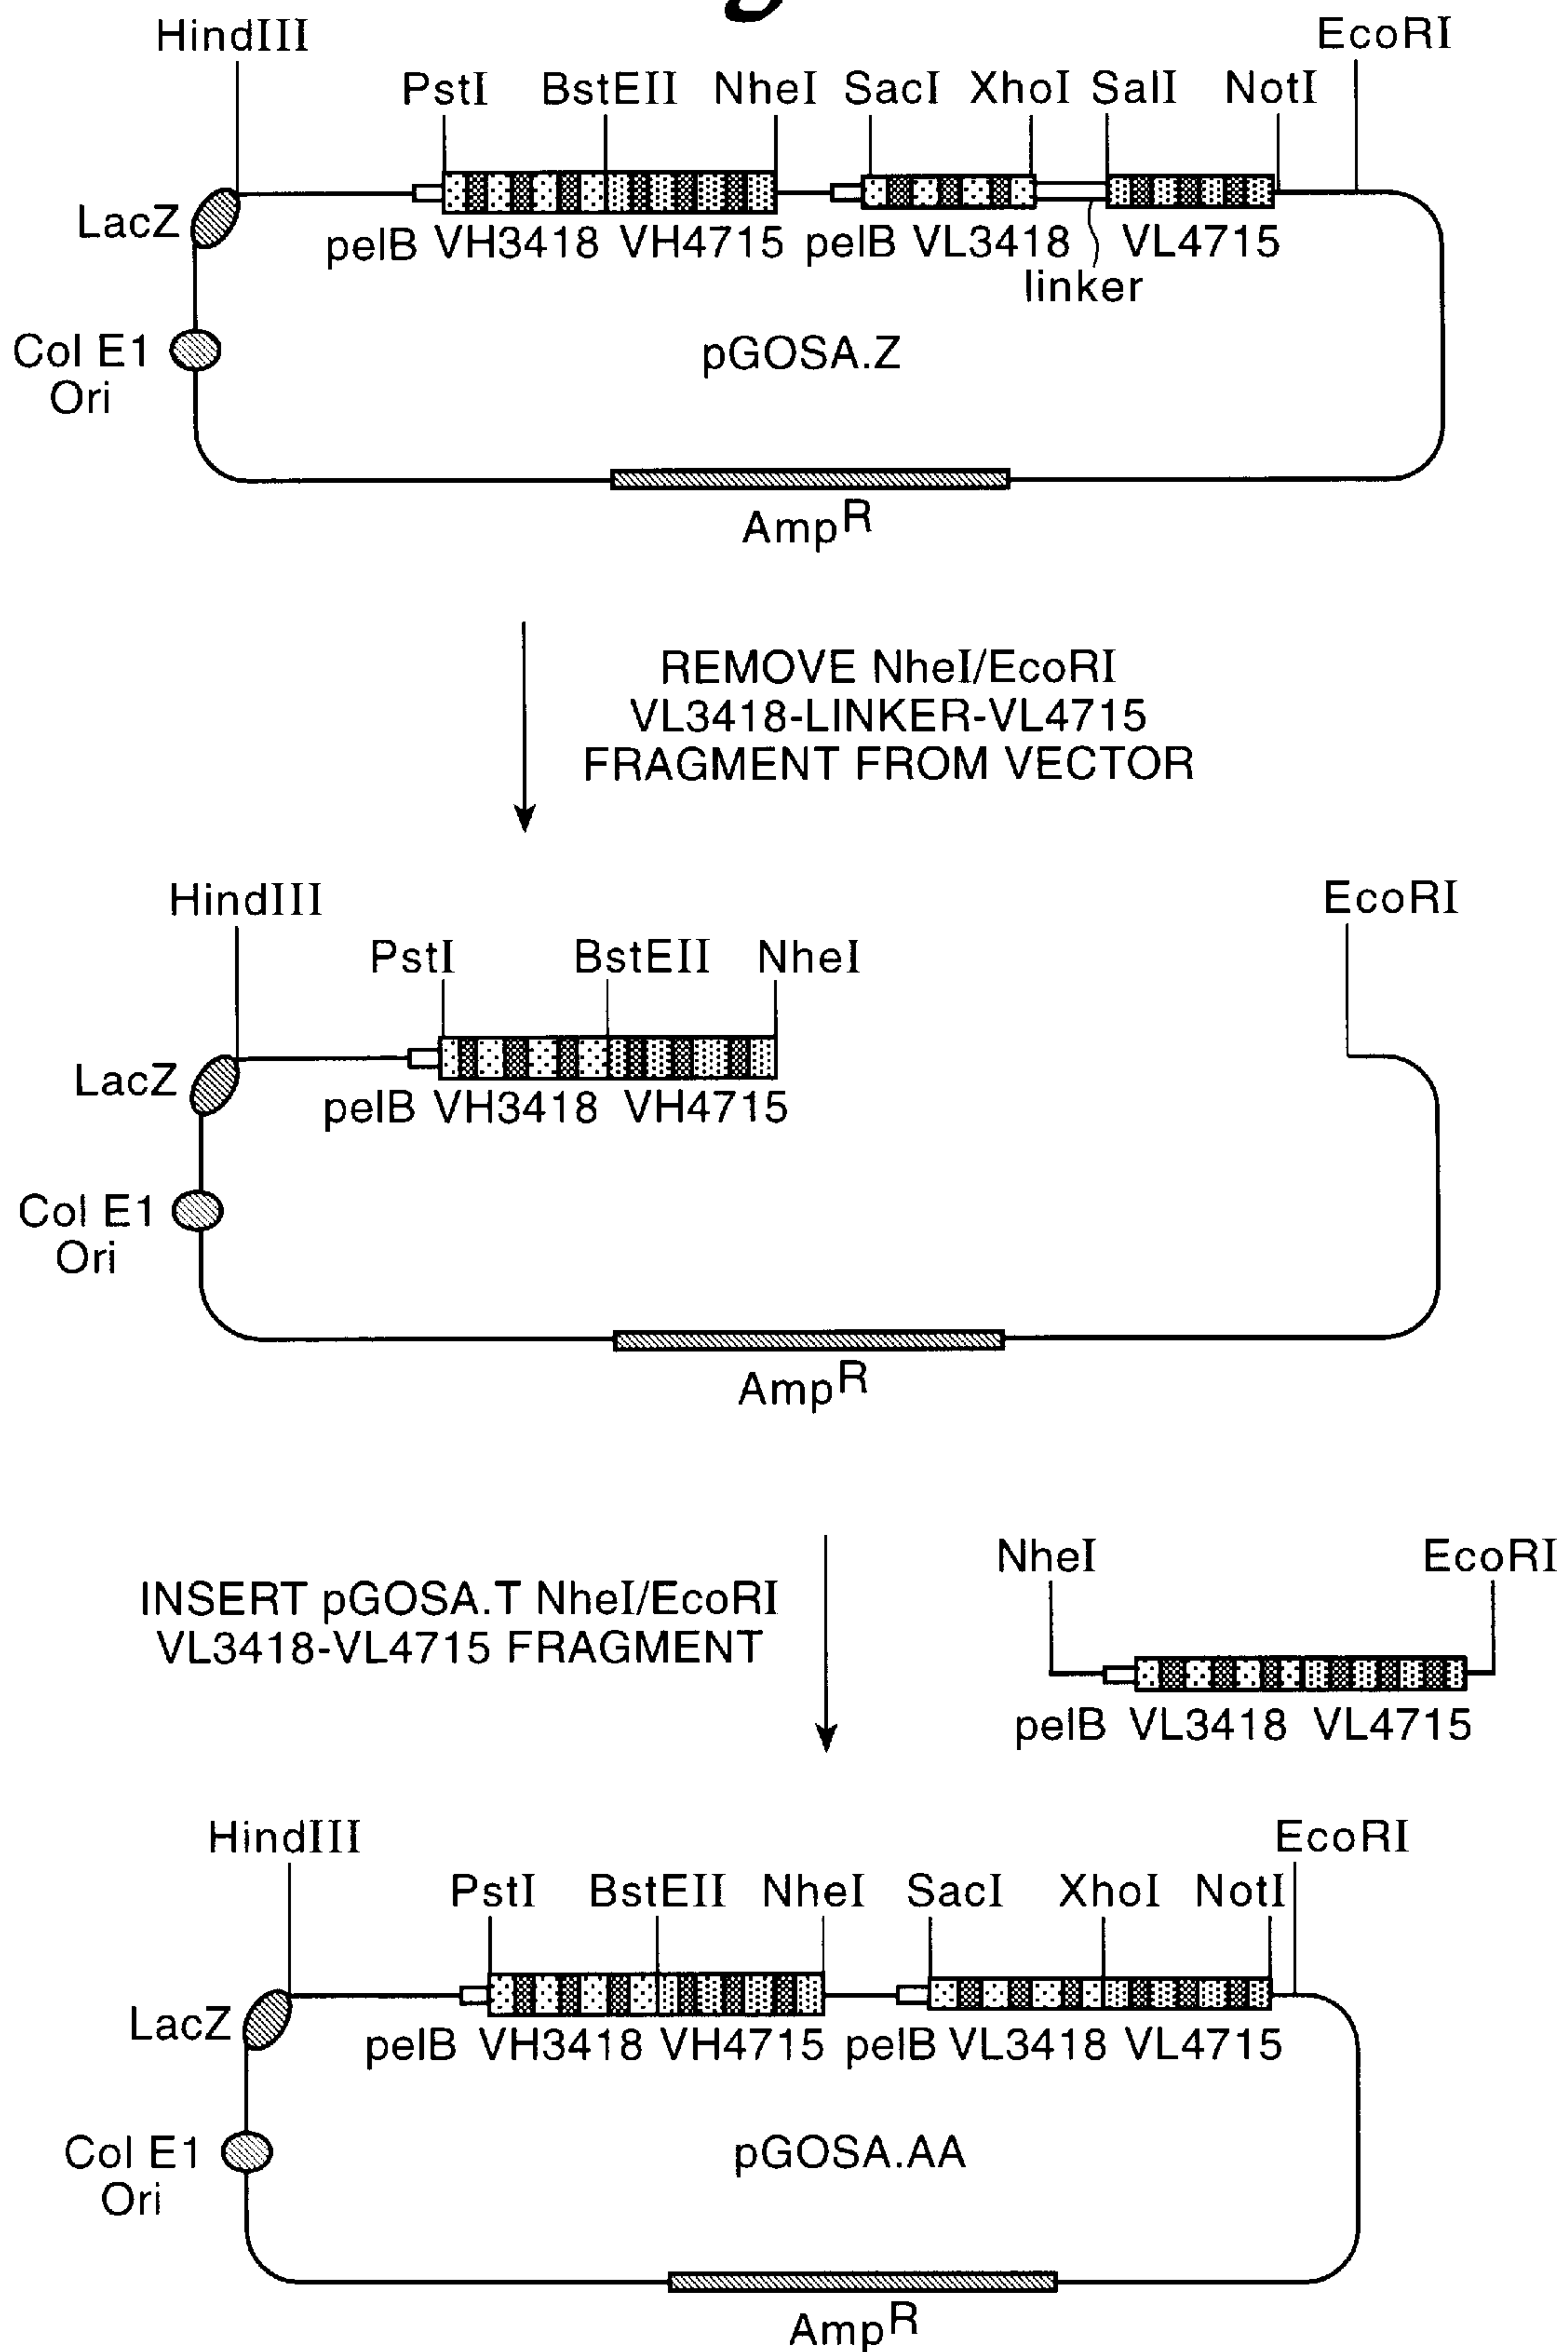 HindIII EcoRI
PstI BstEII NheI SacI XhoI SalI NotI
LacZ
pelB VH3418 VH4715 pelB VL3418 VL4715
linker
Col E1
Ori
pGOSA.Z
Amp R
REMOVE NheI/EcoRI
VL3418-LINKER-VL4715
FRAGMENT FROM VECTOR
HindIII EcoRI
PstI BstEII NheI
LacZ
pelB VH3418 VH4715
Col E1
Ori
Amp R
INSERT pGOSA.T NheI/EcoRI
VL3418-VL4715 FRAGMENT
NheI EcoRI
pelB VL3418 VL4715
HindIII EcoRI
PstI BstEII NheI SacI XhoI NotI
LacZ
pelB VH3418 VH4715 pelB VL3418 VL4715
Col E1
Ori
pGOSA.AA
Amp R